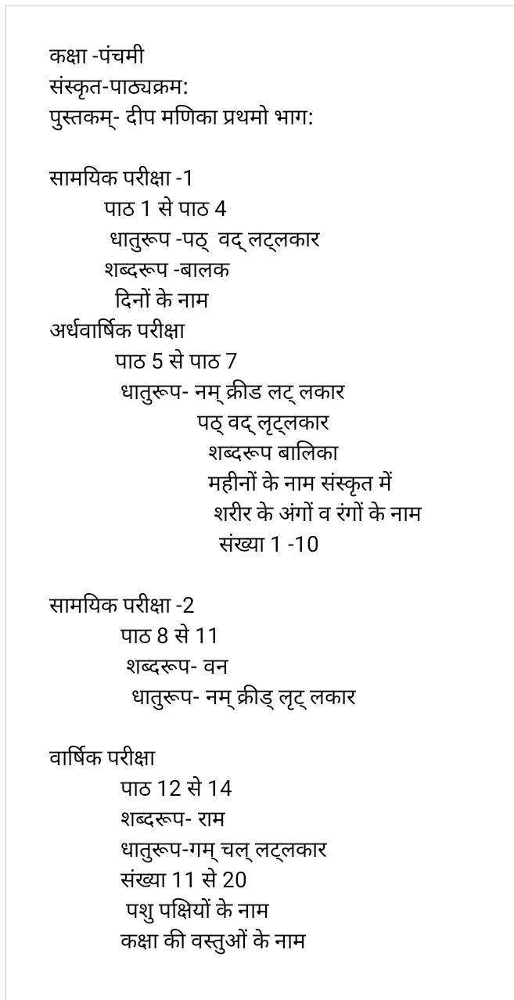 कक्षा -पंचमी
संस्कृत-पाठ्यक्रम:
पुस्तकम्- दीप मणिका प्रथमो भाग:
सामयिक परीक्षा -1
पाठ 1 से पाठ 4
धातुरूप -पठ् वद् लट्लकार
शब्दरूप -बालक
दिनों के नाम
अर्धवार्षिक परीक्षा
पाठ 5 से पाठ 7
धातुरूप- नम् क्रीड लट् लकार
पठ् वद् लृट्लकार
शब्दरूप बालिका
महीनों के नाम संस्कृत में
शरीर के अंगों व रंगों के नाम
संख्या 1 -10
सामयिक परीक्षा -2
पाठ 8 से 11
शब्दरूप- वन
धातुरूप- नम् क्रीड् लृट् लकार
वार्षिक परीक्षा
पाठ 12 से 14
शब्दरूप- राम
धातुरूप-गम् चल् लट्लकार
संख्या 11 से 20
पशु पक्षियों के नाम
कक्षा की वस्तुओं के नाम